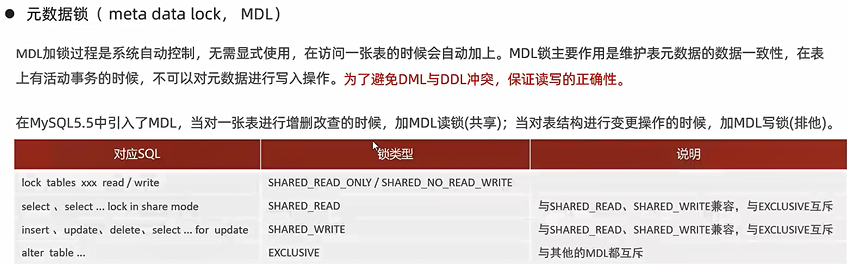 ● 元数据锁（ meta data lock， MDL）
MDL加锁过程是系统自动控制，无需显式使用，在访问一张表的时候会自动加上。MDL锁主要作用是维护表元数据的数据一致性，在表
上有活动事务的时候，不可以对元数据进行写入操作。为了避免DML与DDL冲突，保证读写的正确性。
在MySQL5.5中引入了MDL，当对一张表进行增删改查的时候，加MDL读锁(共享)；当对表结构进行变更操作的时候，加MDL写锁(排他)。
对应SQL 锁类型 说明
lock tables xxx read / write SHARED_READ_ONLY / SHARED_NO_READ_WRITE
select 、select ... lock in share mode SHARED_READ 与SHARED_READ、SHARED_WRITE兼容，与EXCLUSIVE互斥
insert 、update、delete、select ... for update SHARED_WRITE 与SHARED_READ、SHARED_WRITE兼容，与EXCLUSIVE互斥
alter table ... EXCLUSIVE 与其他的MDL都互斥